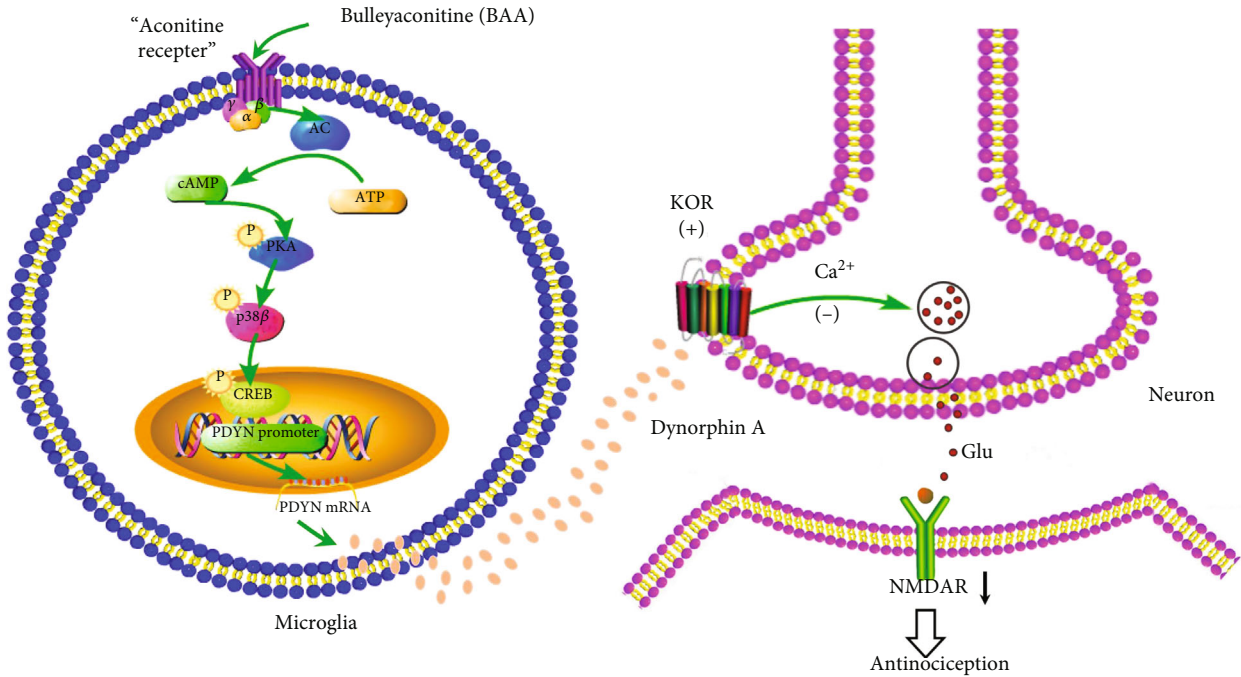 Bulleyaconitine (BAA)
“Aconitine
recepter”
γ
β
α
AC
cAMP
ATP
P
PKA
P
p38β
P
CREB
PDYN promoter
PDYN mRNA
Microglia
KOR
(+)
Ca²⁺
(–)
Neuron
Dynorphin A
Glu
NMDAR
Antinociception